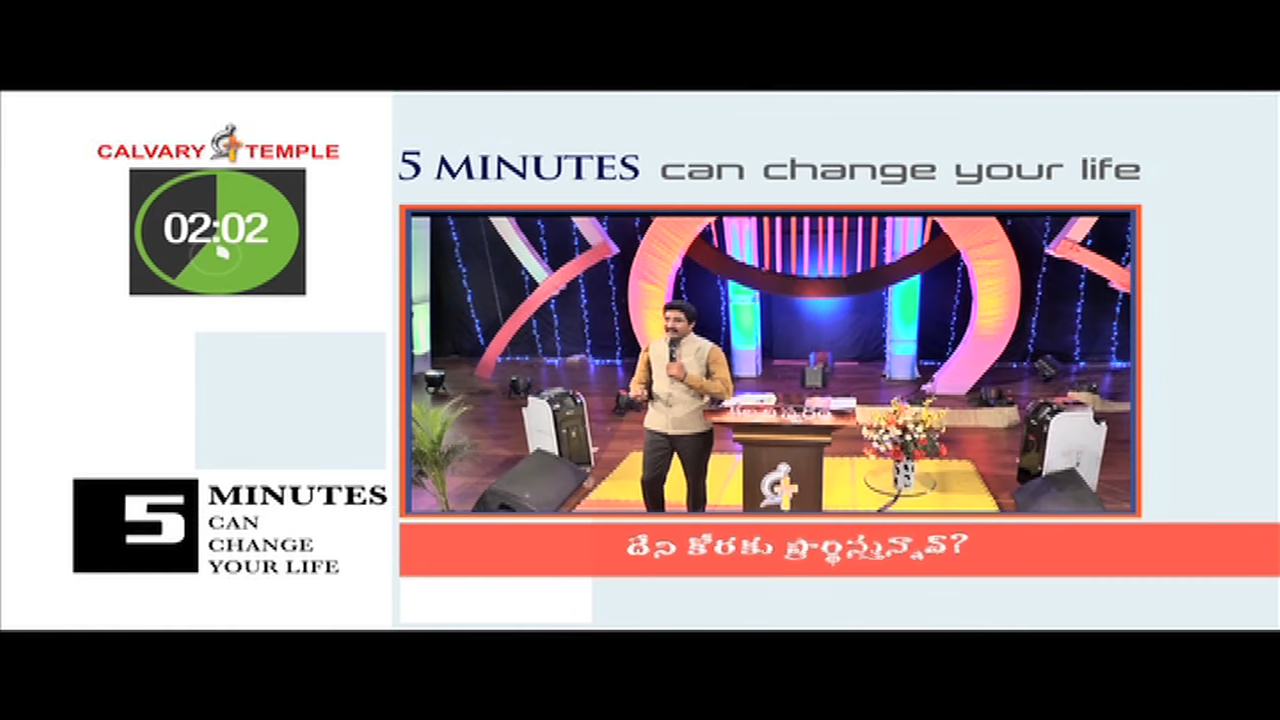 CALVARY TEMPLE
02:02
5 MINUTES can change your life
దేని కోరకు ప్రార్థిస్తున్నావ్?
5 MINUTES
CAN
CHANGE
YOUR LIFE